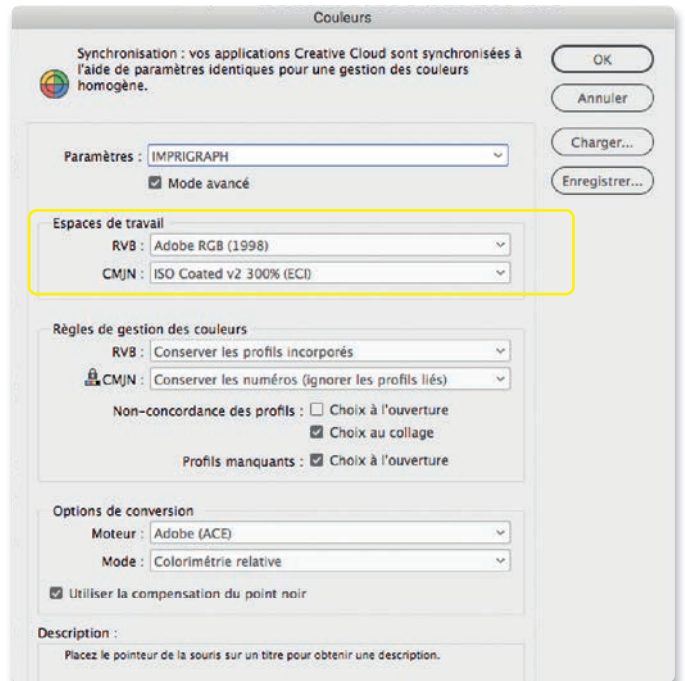 Couleurs
Synchronisation : vos applications Creative Cloud sont synchronisées à
l'aide de paramètres identiques pour une gestion des couleurs
homogène.
OK
Annuler
Charger...
Enregistrer...
Paramètres : IMPRIGRAPH
Mode avancé
Espaces de travail
RVB : Adobe RGB (1998)
CMJN : ISO Coated v2 300% (ECI)
Règles de gestion des couleurs
RVB : Conserver les profils incorporés
CMJN : Conserver les numéros (ignorer les profils liés)
Non-concordance des profils : Choix à l'ouverture
Choix au collage
Profils manquants : Choix à l'ouverture
Options de conversion
Moteur : Adobe (ACE)
Mode : Colorimétrie relative
Utiliser la compensation du point noir
Description :
Placez le pointeur de la souris sur un titre pour obtenir une description.